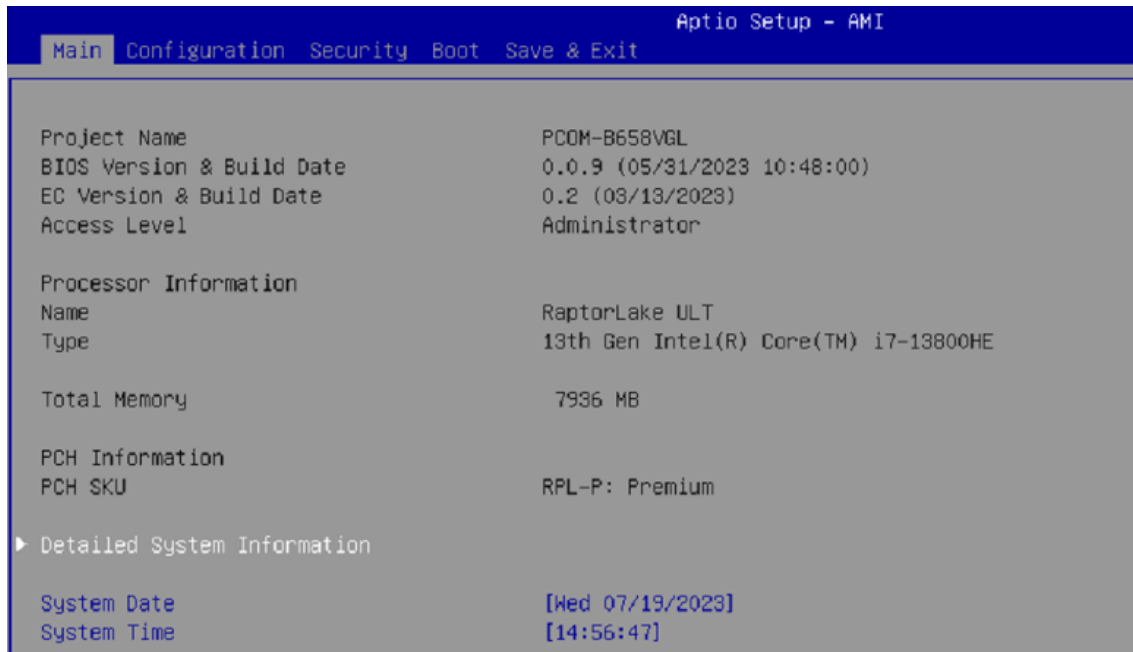 Aptio Setup - AMI
Main Configuration Security Boot Save & Exit
Project Name PCOM-B658VGL
BIOS Version & Build Date 0.0.9 (05/31/2023 10:48:00)
EC Version & Build Date 0.2 (03/13/2023)
Access Level Administrator
Processor Information
Name RaptorLake ULT
Type 13th Gen Intel(R) Core(TM) i7-13800HE
Total Memory 7936 MB
PCH Information
PCH SKU RPL-P: Premium
Detailed System Information
System Date [Wed 07/19/2023]
System Time [14:56:47]